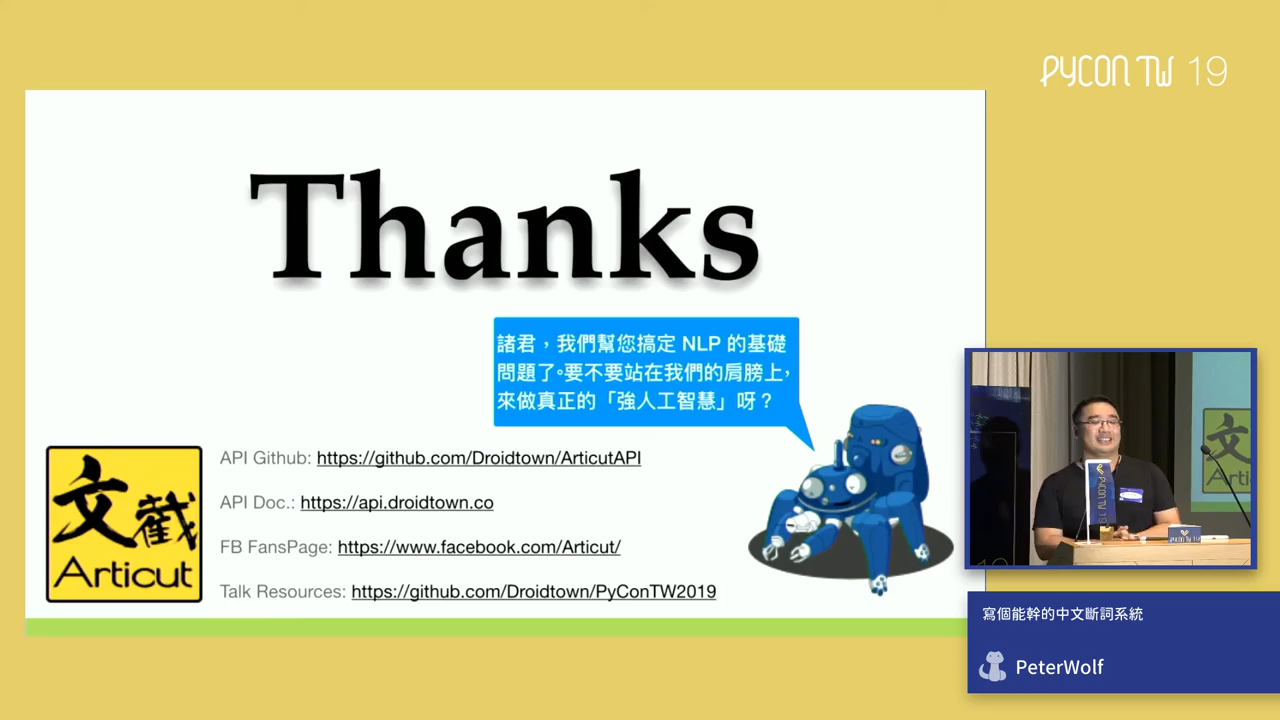 PYCON TW 19
Thanks
諸君，我們幫您搞定 NLP 的基礎
問題了。要不要站在我們的肩膀上，
來做真正的「強人工智慧」呀？
文截
Articut
API Github: https://github.com/Droidtown/ArticutAPI
API Doc.: https://api.droidtown.co
FB FansPage: https://www.facebook.com/Articut/
Talk Resources: https://github.com/Droidtown/PyConTW2019
PYCON TW 19
寫個能幹的中文斷詞系統
PeterWolf